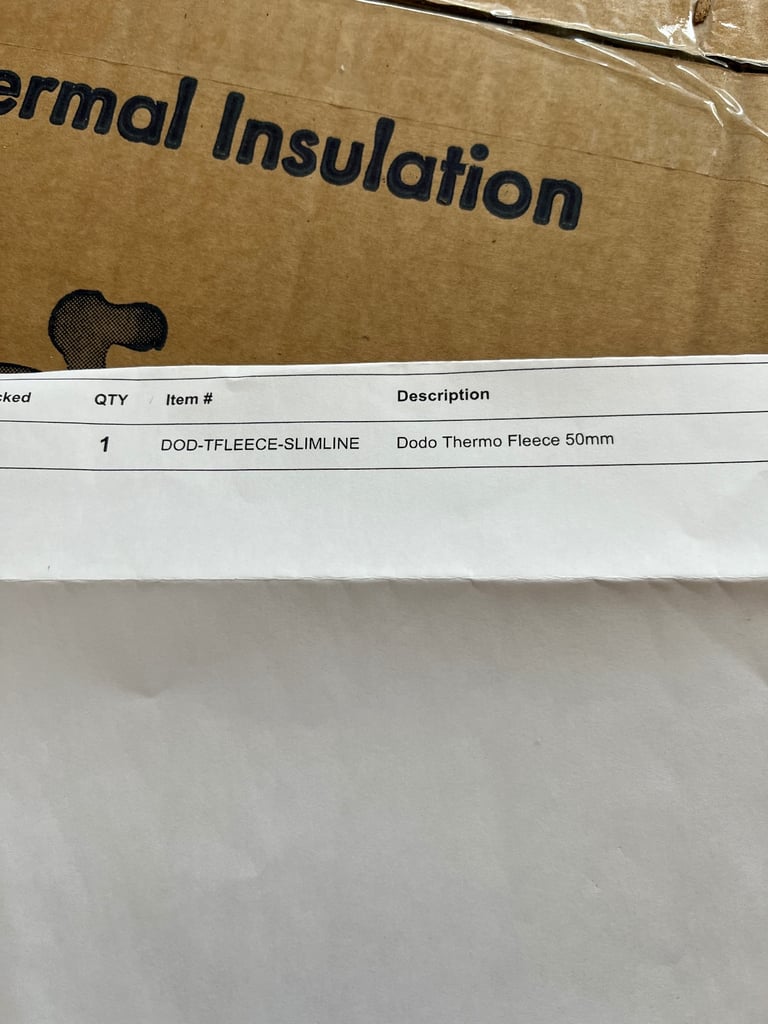 ermal Insulation
cked QTY Item # Description
1 DOD-TFLEECE-SLIMLINE Dodo Thermo Fleece 50mm